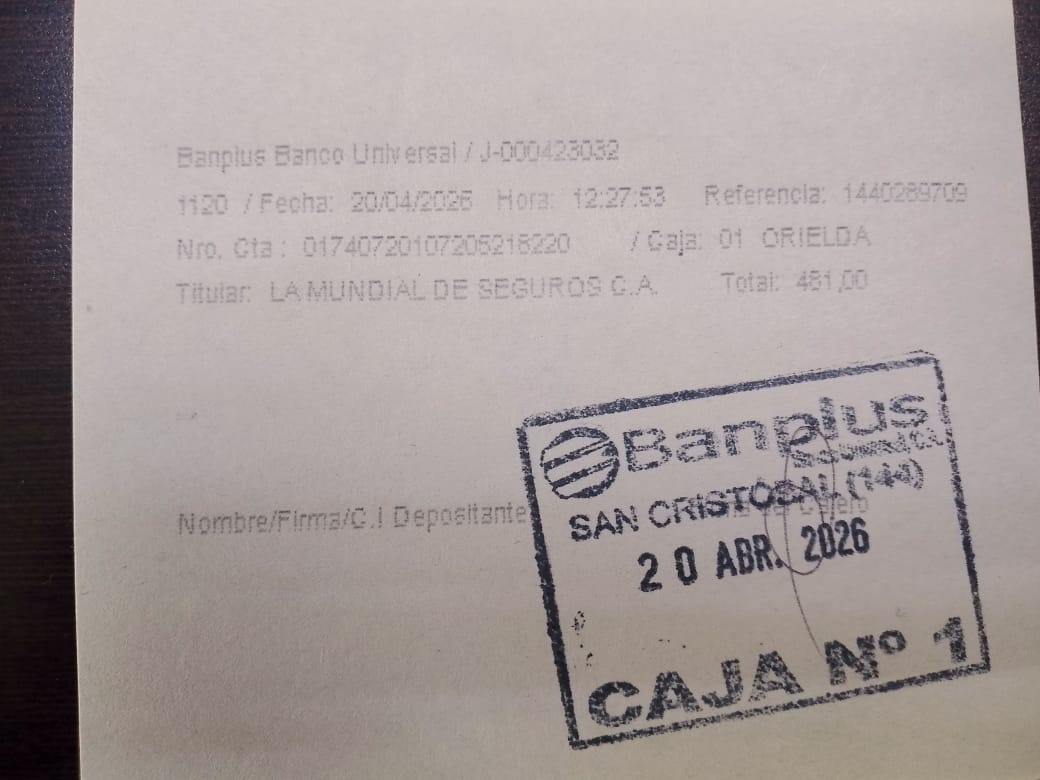 Banplus Banco Universal / J-000423032
1120 / Fecha: 20/04/2026 Hora: 12:27:53 Referencia: 1440289709
Nro. Cta : 01740720107205218220 / Caja: 01 ORIELDA
Titular: LA MUNDIAL DE SEGUROS C.A. Total: 481,00
Banplus
SAN CRISTOBAL (144)
Nombre/Firma/C.I Depositante Cajero
20 ABR. 2026
CAJA Nº 1